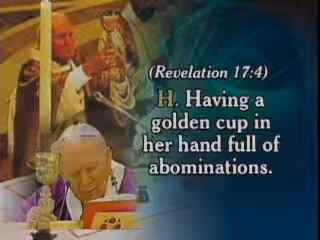 (Revelation 17:4)
H. Having a
golden cup in
her hand full of
abominations.